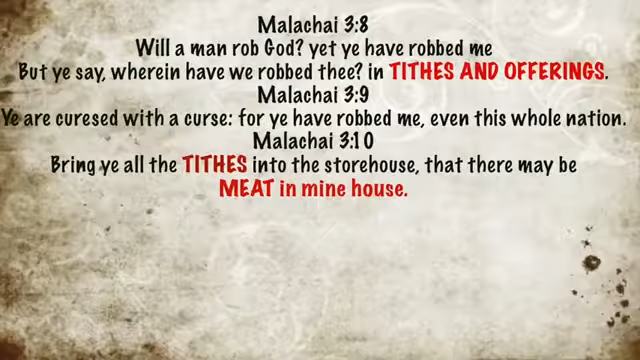 Malachai 3:8
Will a man rob God? yet ye have robbed me
But ye say, wherein have we robbed thee? in TITHES AND OFFERINGS.
Malachai 3:9
Ye are curesed with a curse: for ye have robbed me, even this whole nation.
Malachai 3:10
Bring ye all the TITHES into the storehouse, that there may be
MEAT in mine house.